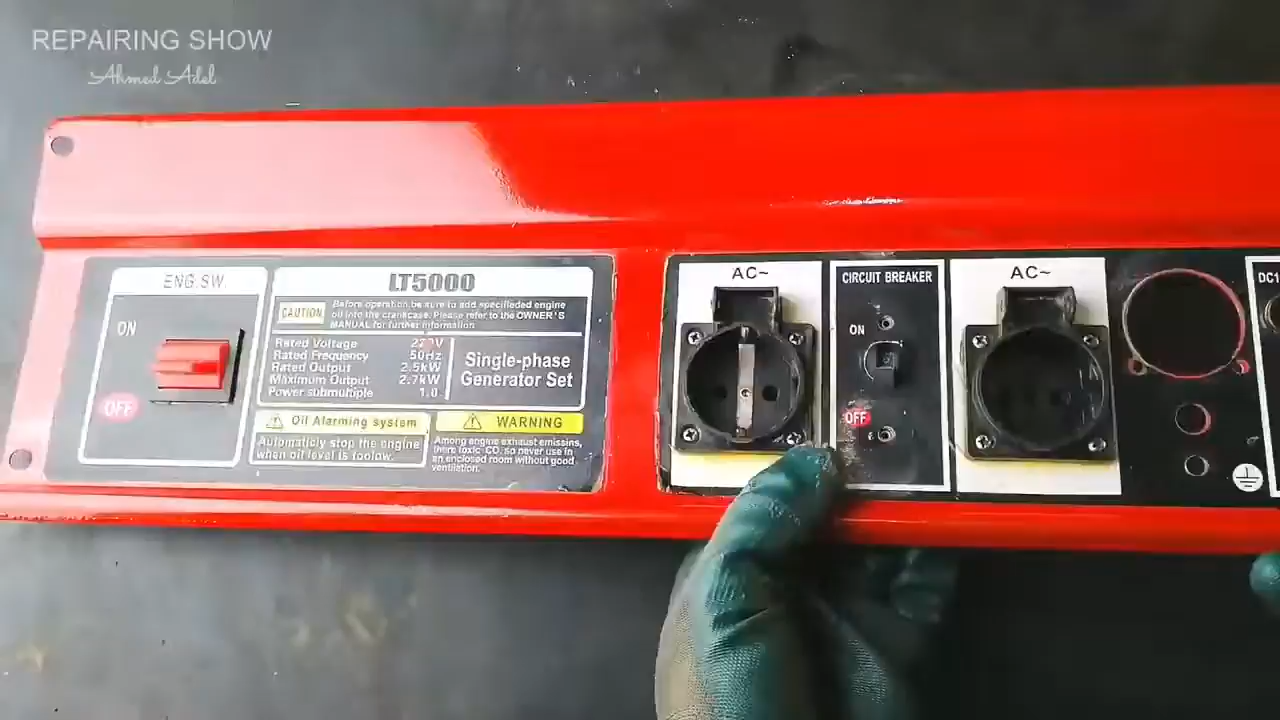 REPAIRING SHOW
Ahmed Adel
ENG.SW.
ON
OFF
LT5000
CAUTION
Before operation,be sure to add specifieded engine
oil into the crankcase. Please refer to the OWNER'S
MANUAL for further information
Rated Voltage 220V
Rated Frequency 50Hz
Rated Output 2.5kW
Maximum Output 2.7kW
Power submultiple 1.0
Single-phase
Generator Set
Oil Alarming system
Automaticly stop the engine
when oil level is toolow.
WARNING
Among engine exhaust emissins,
there toxic-CO, so never use in
an enclosed room without good
ventilation.
AC~
CIRCUIT BREAKER
ON
OFF
AC~
DC1